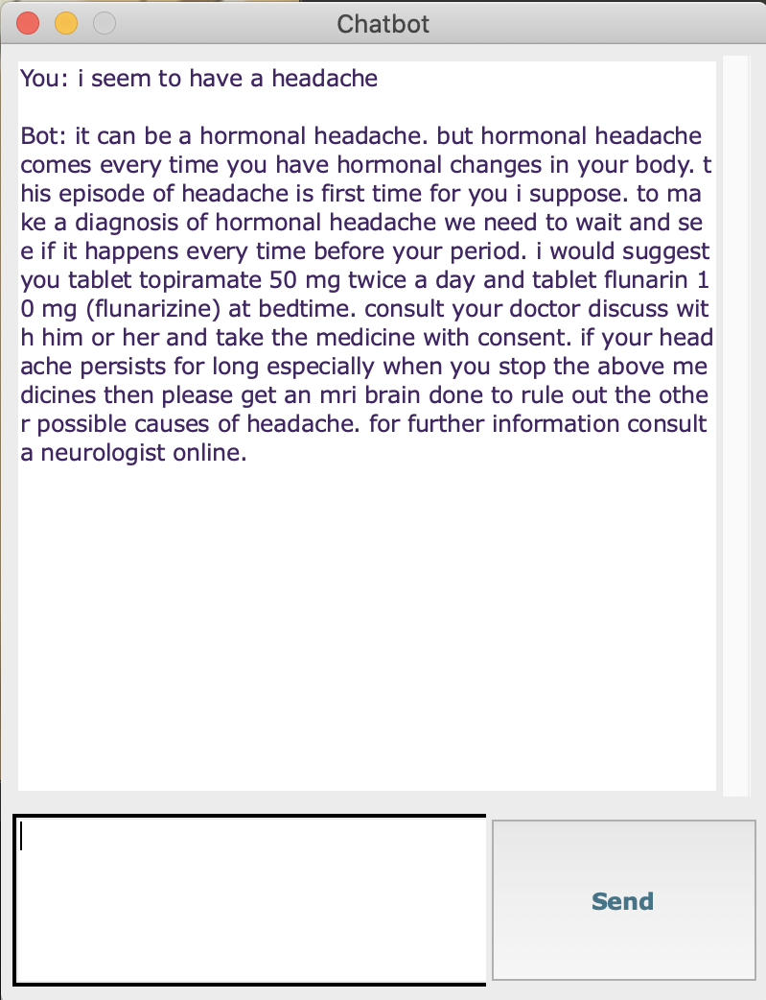 Chatbot
You: i seem to have a headache
Bot: it can be a hormonal headache. but hormonal headache
comes every time you have hormonal changes in your body. t
his episode of headache is first time for you i suppose. to ma
ke a diagnosis of hormonal headache we need to wait and se
e if it happens every time before your period. i would suggest
you tablet topiramate 50 mg twice a day and tablet flunarin 1
0 mg (flunarizine) at bedtime. consult your doctor discuss wit
h him or her and take the medicine with consent. if your head
ache persists for long especially when you stop the above me
dicines then please get an mri brain done to rule out the othe
r possible causes of headache. for further information consult
a neurologist online.
Send